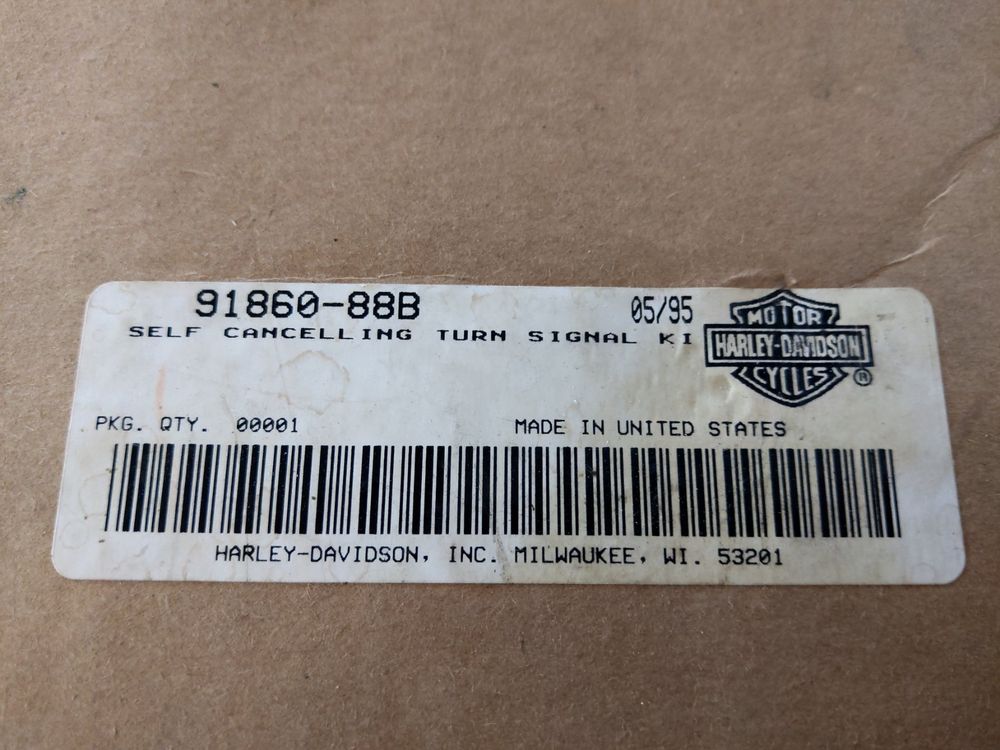 91860-88B 05/95
SELF CANCELLING TURN SIGNAL KI
MOTOR
HARLEY-DAVIDSON
CYCLES ®
PKG. QTY. 00001 MADE IN UNITED STATES
HARLEY-DAVIDSON, INC. MILWAUKEE, WI. 53201